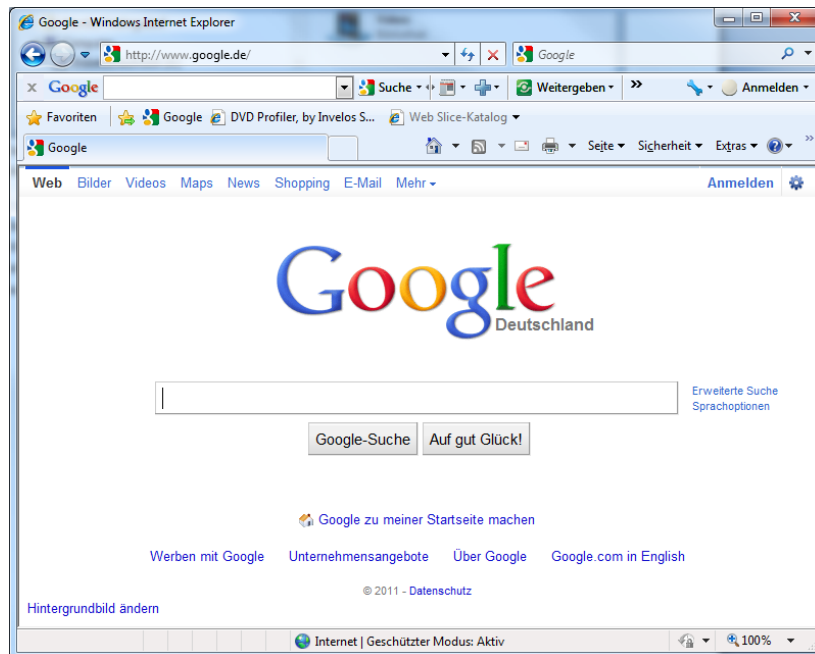 Google - Windows Internet Explorer
http://www.google.de/
Google
x Google Suche Weitergeben » Anmelden
Favoriten Google DVD Profiler, by Invelos S... Web Slice-Katalog
Google Seite Sicherheit Extras »
Web Bilder Videos Maps News Shopping E-Mail Mehr Anmelden
Google
Deutschland
Erweiterte Suche
Sprachoptionen
Google-Suche Auf gut Glück!
Google zu meiner Startseite machen
Werben mit Google Unternehmensangebote Über Google Google.com in English
© 2011 - Datenschutz
Hintergrundbild ändern
Internet | Geschützter Modus: Aktiv 100%